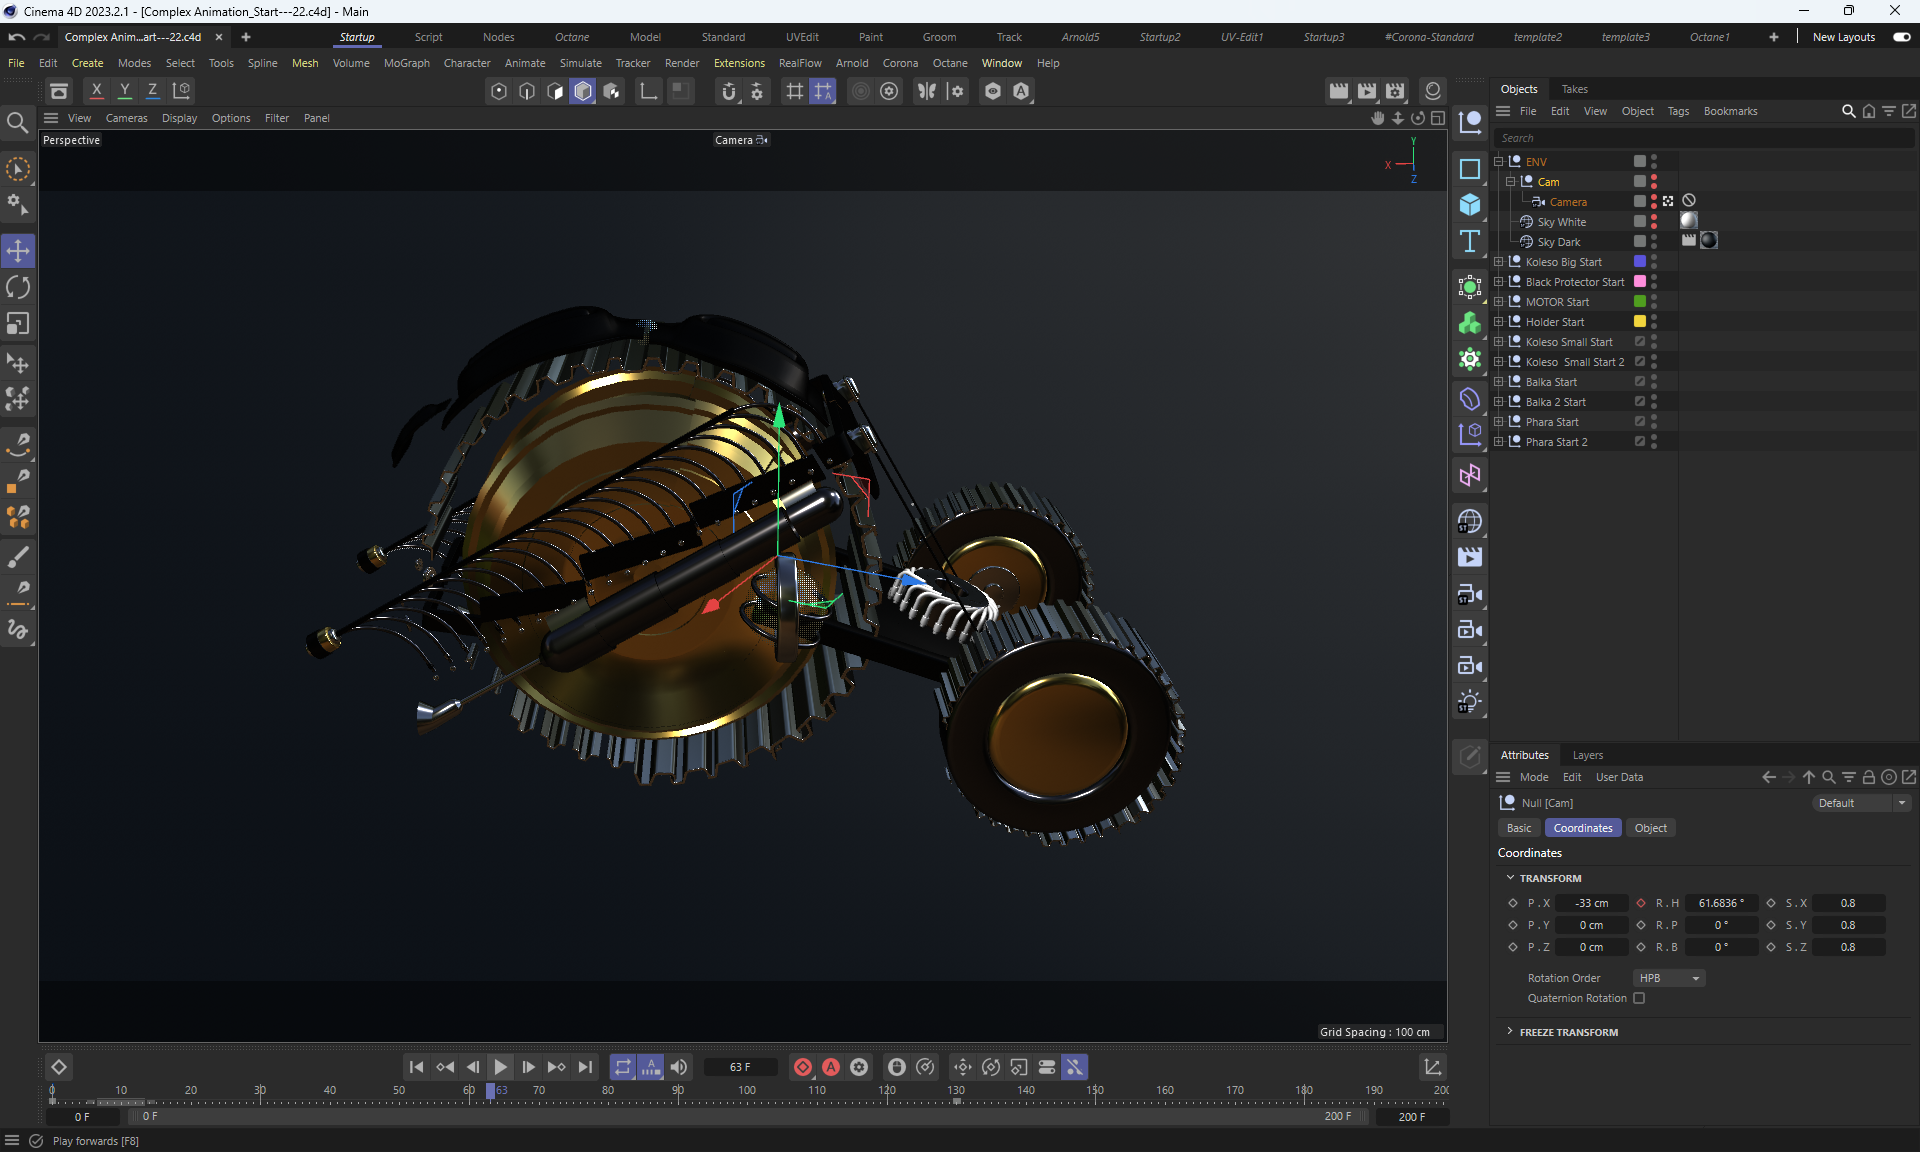 Cinema 4D 2023.2.1 - [Complex Animation_Start---22.c4d] - Main
Complex Anim...art---22.c4d × + Startup Script Nodes Octane Model Standard UVEdit Paint Groom Track Arnold5 Startup2 UV-Edit1 Startup3 #Corona-Standard template2 template3 Octane1 + New Layouts
File Edit Create Modes Select Tools Spline Mesh Volume MoGraph Character Animate Simulate Tracker Render Extensions RealFlow Arnold Corona Octane Window Help
X Y Z
Objects Takes
View Cameras Display Options Filter Panel
File Edit View Object Tags Bookmarks
Perspective
Camera
Search
Y
X
Z
ENV
Cam
Camera
Sky White
Sky Dark
Koleso Big Start
Black Protector Start
MOTOR Start
Holder Start
Koleso Small Start
Koleso Small Start 2
Balka Start
Balka 2 Start
Phara Start
Phara Start 2
ST
ST
ST
Attributes Layers
Mode Edit User Data
Null [Cam] Default
Basic Coordinates Object
Coordinates
TRANSFORM
P . X -33 cm R . H 61.6836 ° S . X 0.8
P . Y 0 cm R . P 0 ° S . Y 0.8
P . Z 0 cm R . B 0 ° S . Z 0.8
Rotation Order HPB
Quaternion Rotation
FREEZE TRANSFORM
Grid Spacing : 100 cm
A 63 F A
0 10 20 30 40 50 63 70 80 90 100 110 120 130 140 150 160 170 180 190 200
0 F 0 F 200 F 200 F
Play forwards [F8]